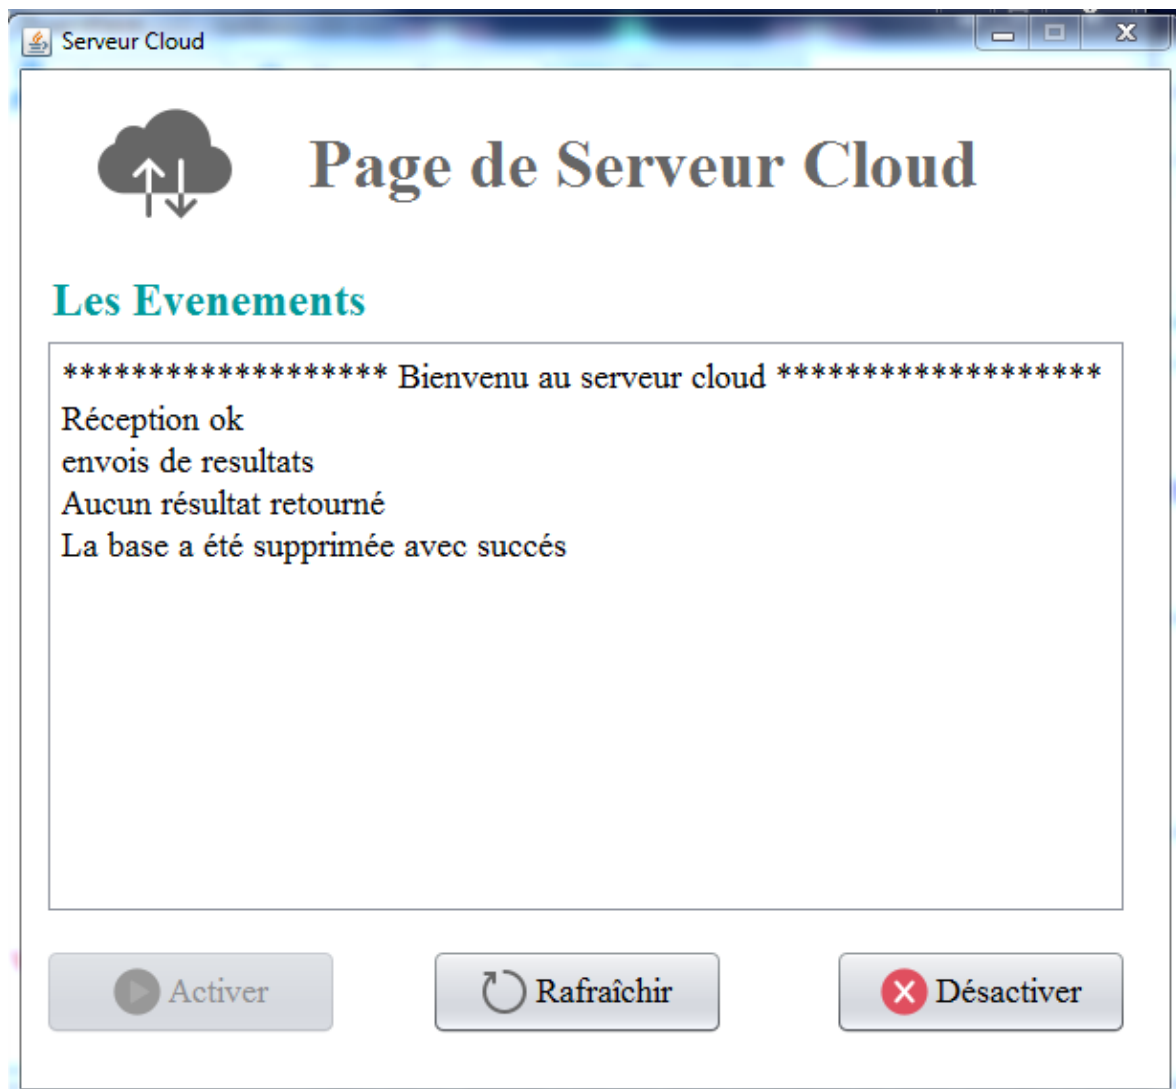 Serveur Cloud
Page de Serveur Cloud
Les Evenements
******************* Bienvenu au serveur cloud *******************
Réception ok
envois de resultats
Aucun résultat retourné
La base a été supprimée avec succés
Activer
Rafraîchir
Désactiver